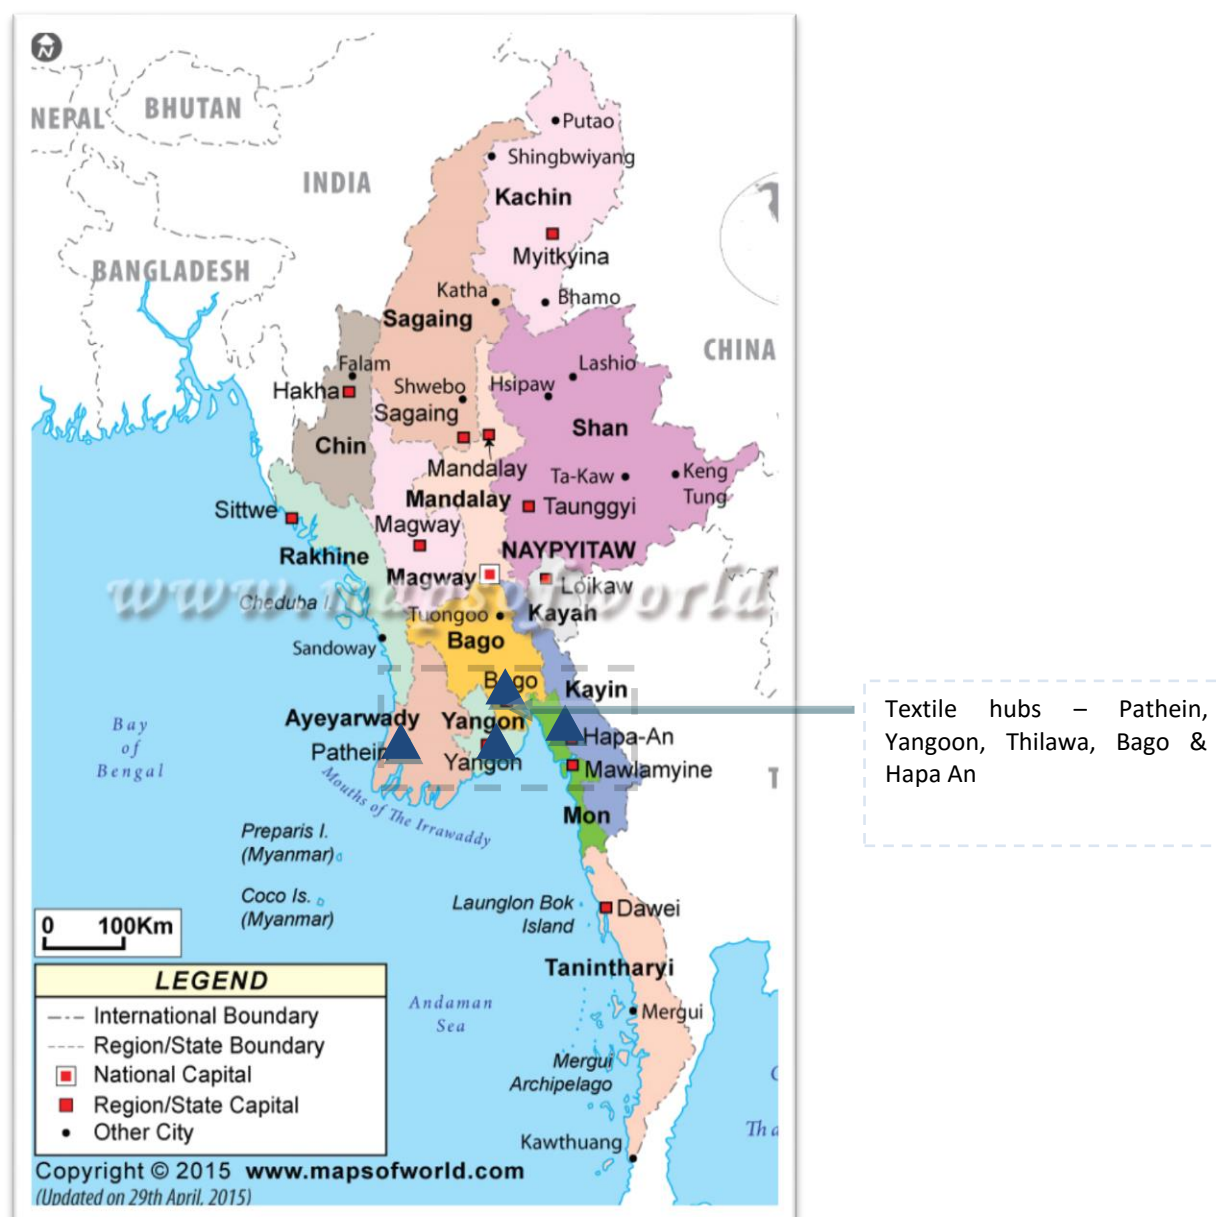 N
NEPAL
BHUTAN
INDIA
BANGLADESH
CHINA
Putao
Shingbwiyang
Kachin
Myitkyina
Katha
Bhamo
Sagaing
Falam
Hakha
Lashio
Shwebo
Hsipaw
Sagaing
Chin
Shan
Mandalay
Ta-Kaw
Keng
Tung
Mandalay
Sittwe
Taunggyi
Magway
Rakhine
NAYPYITAW
Magway
Loikaw
www.mapsofworld.
Cheduba I.
Tuongoo
Kayah
Bago
Sandoway
Bago
Kayin
Ayeyarwady
Yangon
Pathein
Yangon
Hapa-An
Mawlamyine
Bay
of
Bengal
Mouths of The Irrawaddy
Mon
Preparis I.
(Myanmar)
Coco Is.
(Myanmar)
Launglon Bok
Island
Dawei
Tanintharyi
Andaman
Sea
Mergui
Mergui
Archipelago
Kawthuang
T
Tha
0 100Km
LEGEND
International Boundary
Region/State Boundary
National Capital
Region/State Capital
Other City
Copyright © 2015 www.mapsofworld.com
(Updated on 29th April, 2015)
Textile hubs – Pathein,
Yangoon, Thilawa, Bago &
Hapa An